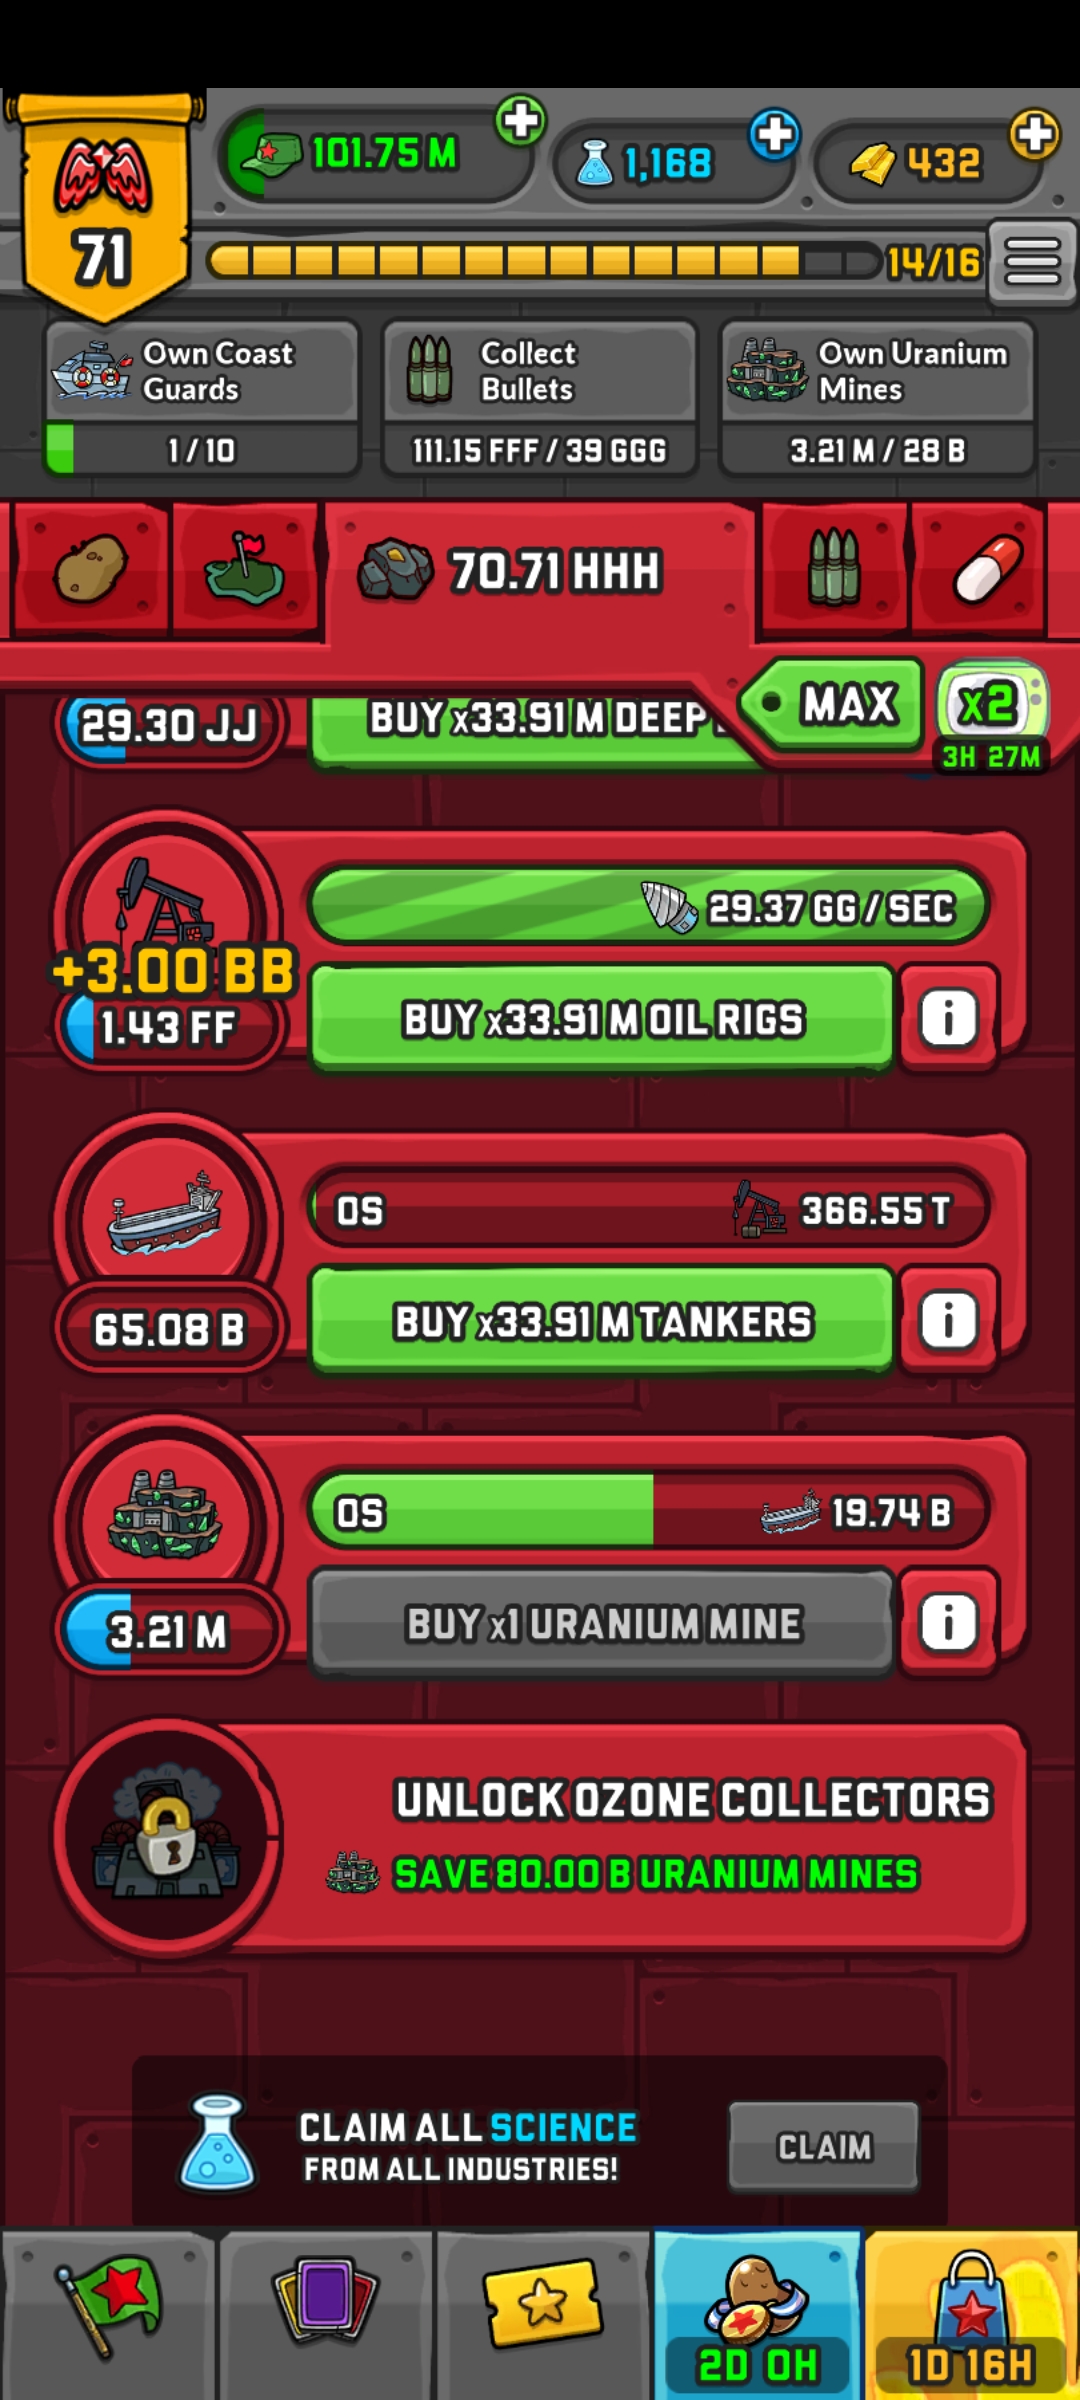 101.75 M
1,168
432
71
14/16
Own Coast
Guards
1 / 10
Collect
Bullets
111.15 FFF / 39 GGG
Own Uranium
Mines
3.21 M / 28 B
70.71 HHH
MAX
x2
3H 27M
29.30 JJ
BUY x33.91 M DEEP
29.37 GG / SEC
+3.00 BB
1.43 FF
BUY x33.91 M OIL RIGS
i
0S
366.55 T
65.08 B
BUY x33.91 M TANKERS
i
0S
19.74 B
3.21 M
BUY x1 URANIUM MINE
i
UNLOCK OZONE COLLECTORS
SAVE 80.00 B URANIUM MINES
CLAIM ALL SCIENCE
FROM ALL INDUSTRIES!
CLAIM
2D 0H
1D 16H